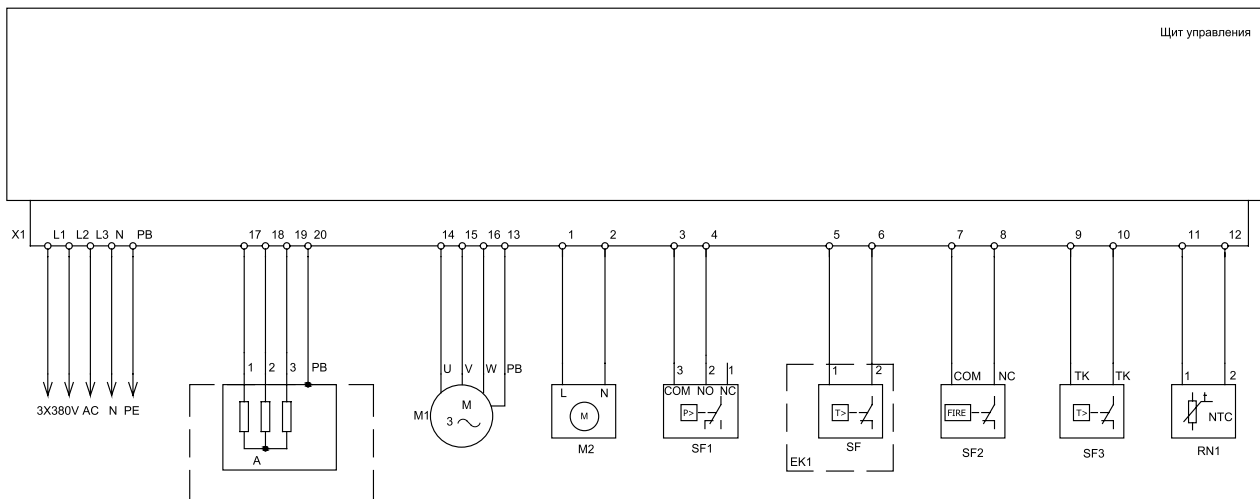 Щит управления
X1 L1 L2 L3 N PB 17 18 19 20 14 15 16 13 1 2 3 4 5 6 7 8 9 10 11 12
1 2 3 PB U V W PB 3 2 1 1 2 COM NC TK TK 1 2
L N COM NO NC
3X380V AC N PE M1 M 3 M P> T> FIRE T> NTC
A M2 SF1 EK1 SF SF2 SF3 RN1